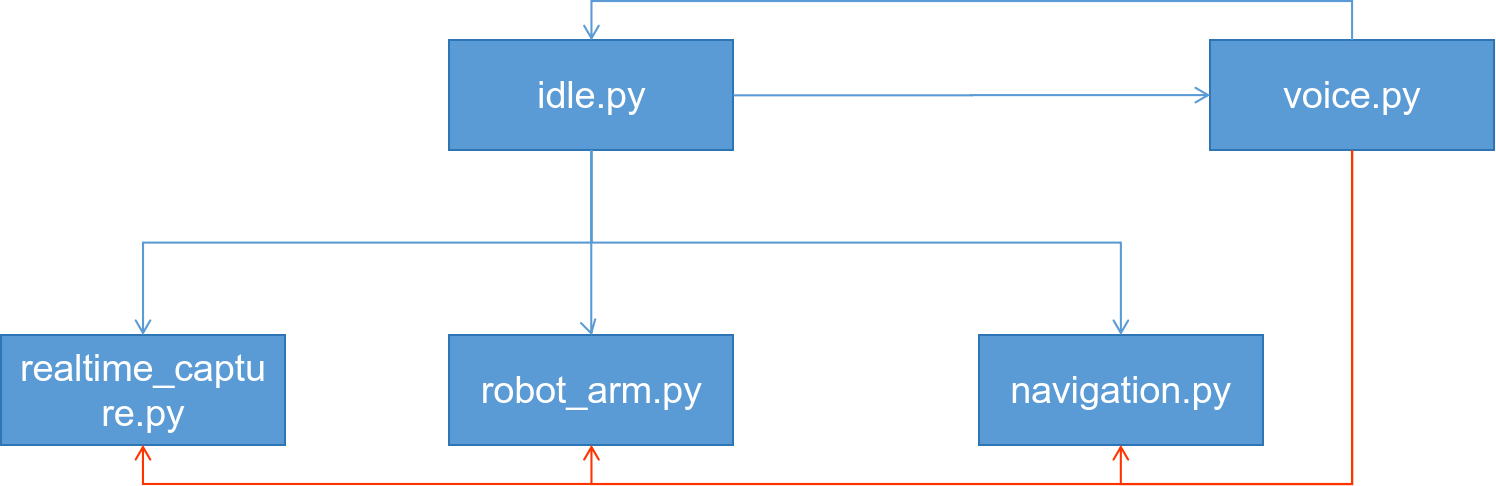 idle.py
voice.py
realtime_captu
re.py
robot_arm.py
navigation.py